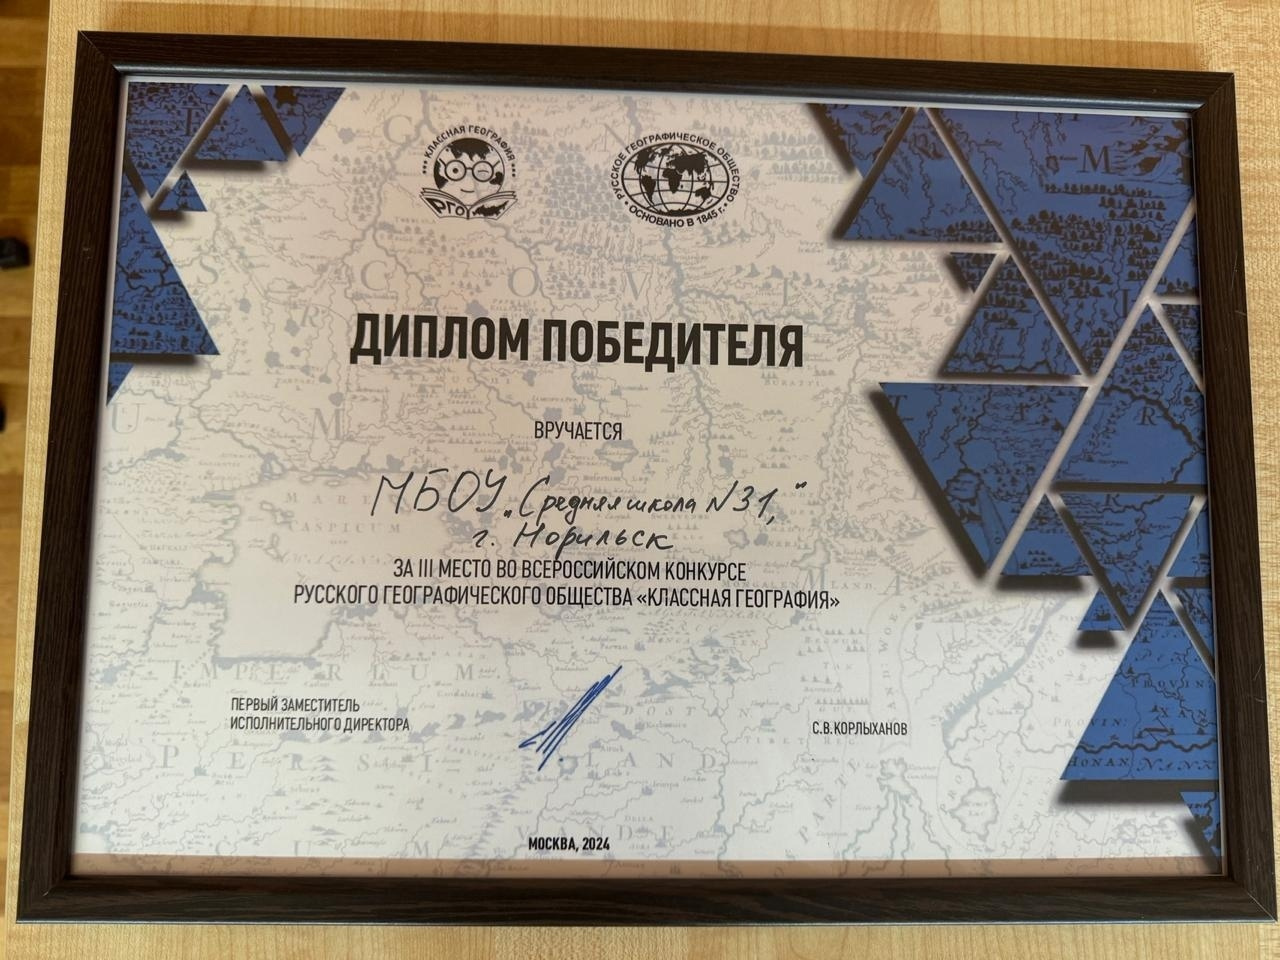 КЛАССНАЯ ГЕОГРАФИЯ
РГО
РУССКОЕ ГЕОГРАФИЧЕСКОЕ ОБЩЕСТВО
ОСНОВАНО В 1845 г.
ДИПЛОМ ПОБЕДИТЕЛЯ
ВРУЧАЕТСЯ
МБОУ „Средняя школа N31,"
г. Норильск
ЗА III МЕСТО ВО ВСЕРОССИЙСКОМ КОНКУРСЕ
РУССКОГО ГЕОГРАФИЧЕСКОГО ОБЩЕСТВА «КЛАССНАЯ ГЕОГРАФИЯ»
ПЕРВЫЙ ЗАМЕСТИТЕЛЬ
ИСПОЛНИТЕЛЬНОГО ДИРЕКТОРА
С.В.КОРЛЫХАНОВ
МОСКВА, 2024